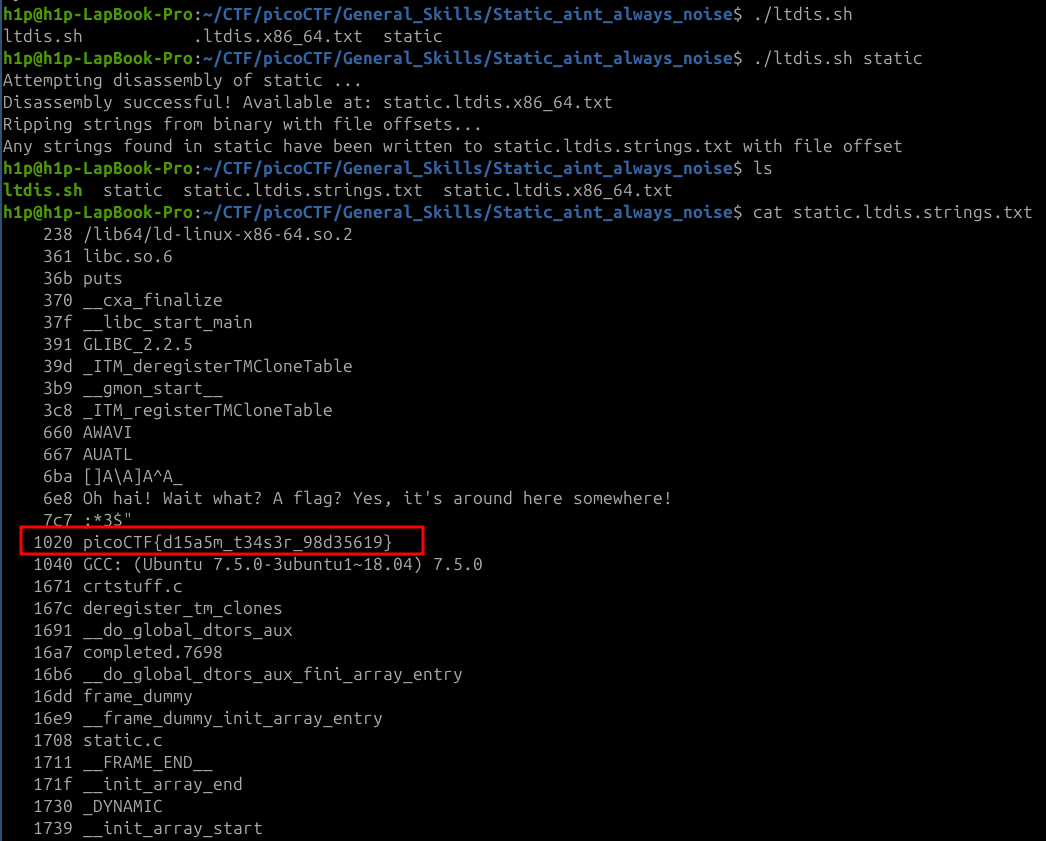 h1p@h1p-LapBook-Pro:~/CTF/picoCTF/General_Skills/Static_aint_always_noise$ ./ltdis.sh
ltdis.sh           .ltdis.x86_64.txt  static
h1p@h1p-LapBook-Pro:~/CTF/picoCTF/General_Skills/Static_aint_always_noise$ ./ltdis.sh static
Attempting disassembly of static ...
Disassembly successful! Available at: static.ltdis.x86_64.txt
Ripping strings from binary with file offsets...
Any strings found in static have been written to static.ltdis.strings.txt with file offset
h1p@h1p-LapBook-Pro:~/CTF/picoCTF/General_Skills/Static_aint_always_noise$ ls
ltdis.sh  static  static.ltdis.strings.txt  static.ltdis.x86_64.txt
h1p@h1p-LapBook-Pro:~/CTF/picoCTF/General_Skills/Static_aint_always_noise$ cat static.ltdis.strings.txt
    238 /lib64/ld-linux-x86-64.so.2
    361 libc.so.6
    36b puts
    370 __cxa_finalize
    37f __libc_start_main
    391 GLIBC_2.2.5
    39d _ITM_deregisterTMCloneTable
    3b9 __gmon_start__
    3c8 _ITM_registerTMCloneTable
    660 AWAVI
    667 AUATL
    6ba []A\A]A^A_
    6e8 Oh hai! Wait what? A flag? Yes, it's around here somewhere!
    7c7 :*3$"
   1020 picoCTF{d15a5m_t34s3r_98d35619}
   1040 GCC: (Ubuntu 7.5.0-3ubuntu1~18.04) 7.5.0
   1671 crtstuff.c
   167c deregister_tm_clones
   1691 __do_global_dtors_aux
   16a7 completed.7698
   16b6 __do_global_dtors_aux_fini_array_entry
   16dd frame_dummy
   16e9 __frame_dummy_init_array_entry
   1708 static.c
   1711 __FRAME_END__
   171f __init_array_end
   1730 _DYNAMIC
   1739 __init_array_start